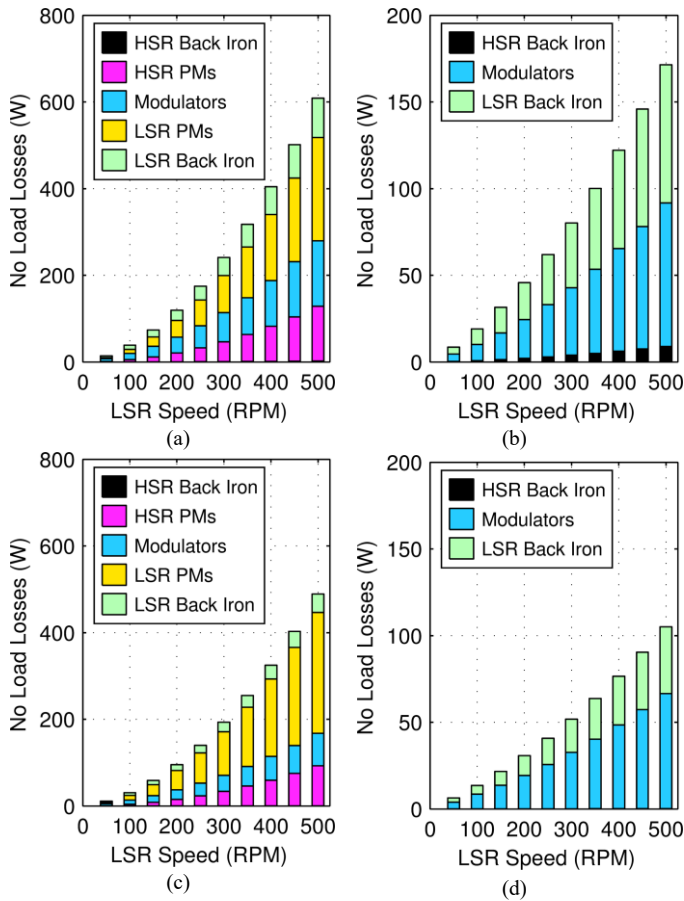 800
600
400
200
0
No Load Losses (W)
HSR Back Iron
HSR PMs
Modulators
LSR PMs
LSR Back Iron
0 100 200 300 400 500
LSR Speed (RPM)
(a)
200
150
100
50
0
No Load Losses (W)
HSR Back Iron
Modulators
LSR Back Iron
0 100 200 300 400 500
LSR Speed (RPM)
(b)
800
600
400
200
0
No Load Losses (W)
HSR Back Iron
HSR PMs
Modulators
LSR PMs
LSR Back Iron
0 100 200 300 400 500
LSR Speed (RPM)
(c)
200
150
100
50
0
No Load Losses (W)
HSR Back Iron
Modulators
LSR Back Iron
0 100 200 300 400 500
LSR Speed (RPM)
(d)